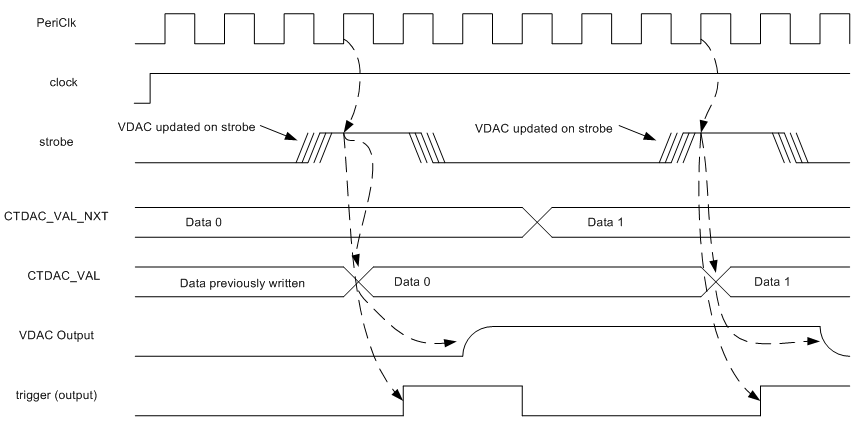 PeriClk
clock
VDAC updated on strobe
VDAC updated on strobe
strobe
CTDAC_VAL_NXT
Data 0
Data 1
CTDAC_VAL
Data previously written
Data 0
Data 1
VDAC Output
trigger (output)